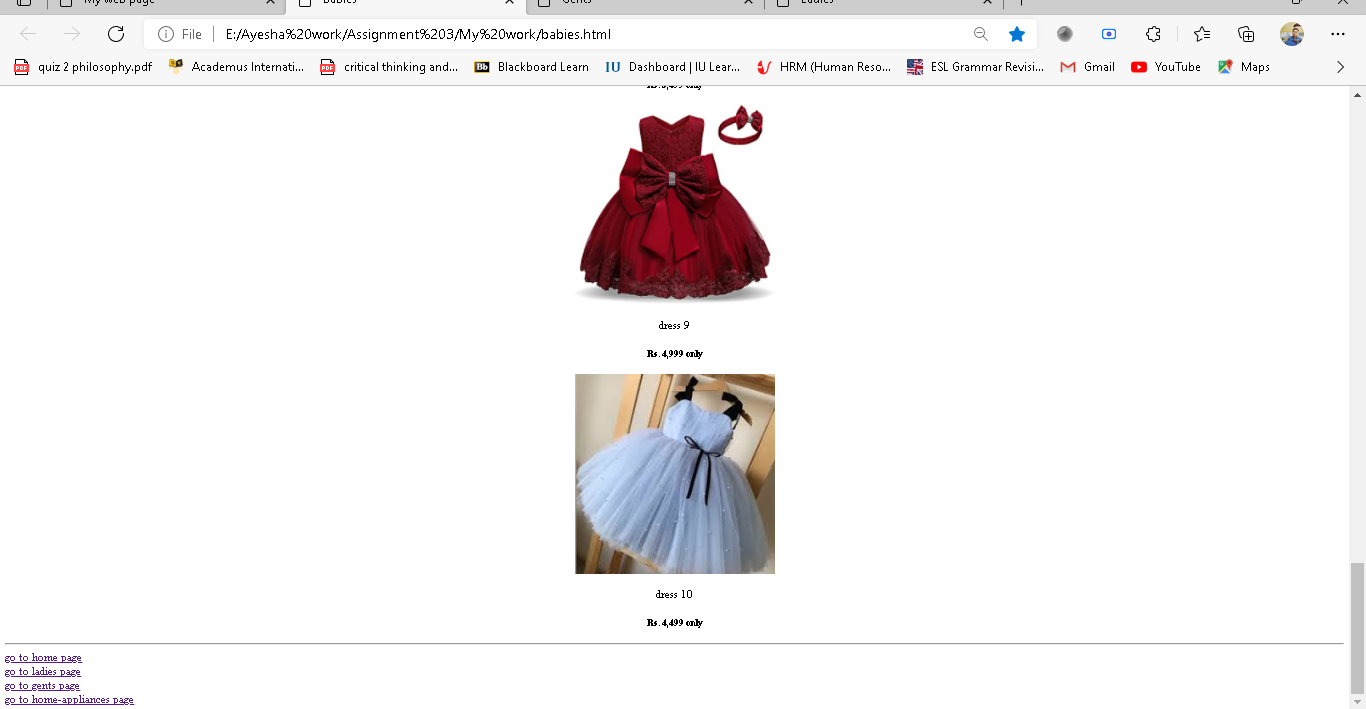 My web page Babies Gents Ladies
File E:/Ayesha%20work/Assignment%203/My%20work/babies.html
quiz 2 philosophy.pdf Academus Internati... critical thinking and... Bb Blackboard Learn IU Dashboard | IU Lear... HRM (Human Reso... ESL Grammar Revisi... Gmail YouTube Maps
dress 9
Rs. 4,999 only
dress 10
Rs. 4,499 only
go to home page
go to ladies page
go to gents page
go to home-appliances page